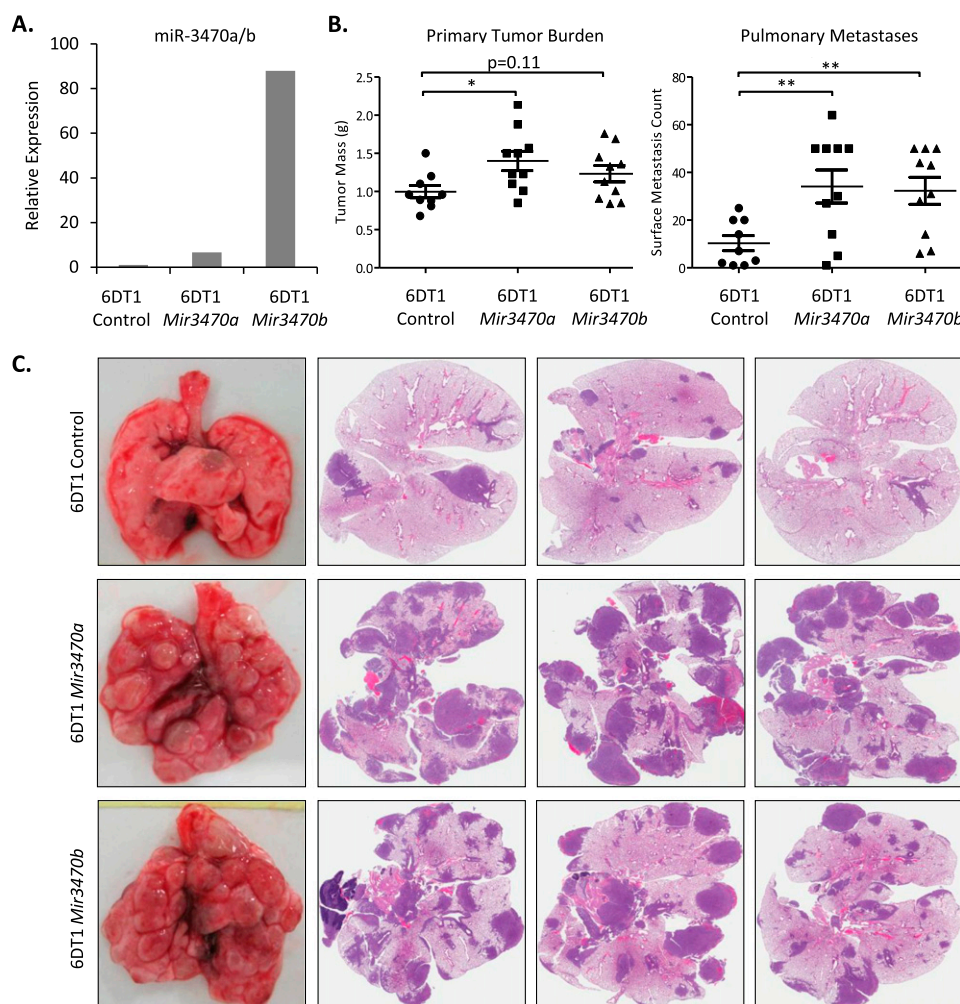 A.
miR-3470a/b
Relative Expression
100
80
60
40
20
0
6DT1
Control
6DT1
Mir3470a
6DT1
Mir3470b
B.
Primary Tumor Burden
p=0.11
*
Tumor Mass (g)
2.5
2.0
1.5
1.0
0.5
0.0
6DT1
Control
6DT1
Mir3470a
6DT1
Mir3470b
Pulmonary Metastases
**
**
Surface Metastasis Count
80
60
40
20
0
6DT1
Control
6DT1
Mir3470a
6DT1
Mir3470b
C.
6DT1 Control
6DT1 Mir3470a
6DT1 Mir3470b